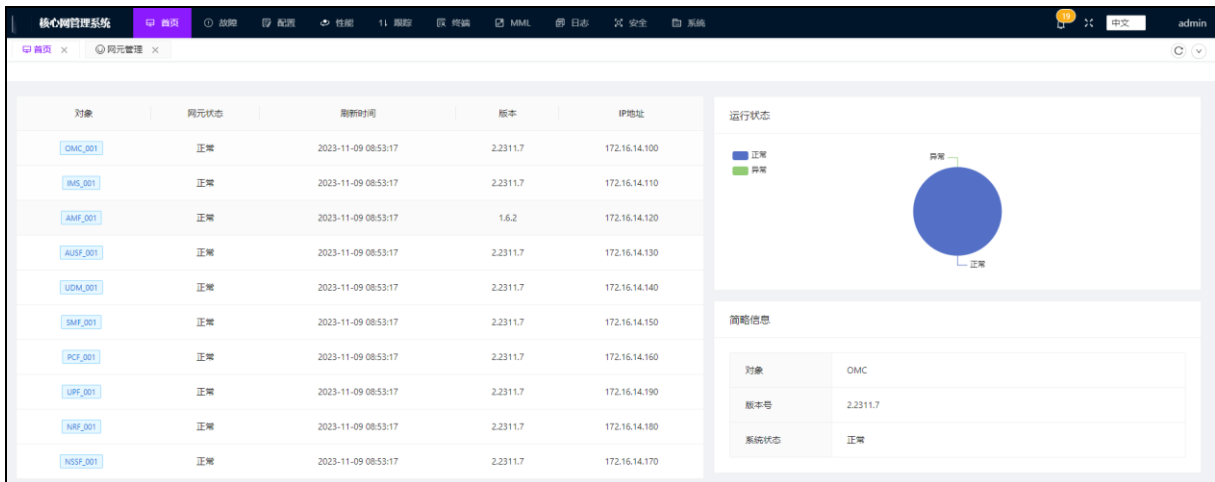 核心网管理系统 首页 故障 配置 性能 跟踪 终端 MML 日志 安全 系统 19 中文 admin
首页 × 网元管理 ×
对象 网元状态 刷新时间 版本 IP地址
OMC_001 正常 2023-11-09 08:53:17 2.2311.7 172.16.14.100
IMS_001 正常 2023-11-09 08:53:17 2.2311.7 172.16.14.110
AMF_001 正常 2023-11-09 08:53:17 1.6.2 172.16.14.120
AUSF_001 正常 2023-11-09 08:53:17 2.2311.7 172.16.14.130
UDM_001 正常 2023-11-09 08:53:17 2.2311.7 172.16.14.140
SMF_001 正常 2023-11-09 08:53:17 2.2311.7 172.16.14.150
PCF_001 正常 2023-11-09 08:53:17 2.2311.7 172.16.14.160
UPF_001 正常 2023-11-09 08:53:17 2.2311.7 172.16.14.190
NRF_001 正常 2023-11-09 08:53:17 2.2311.7 172.16.14.180
NSSF_001 正常 2023-11-09 08:53:17 2.2311.7 172.16.14.170
运行状态
正常
异常
异常
正常
简略信息
对象 OMC
版本号 2.2311.7
系统状态 正常